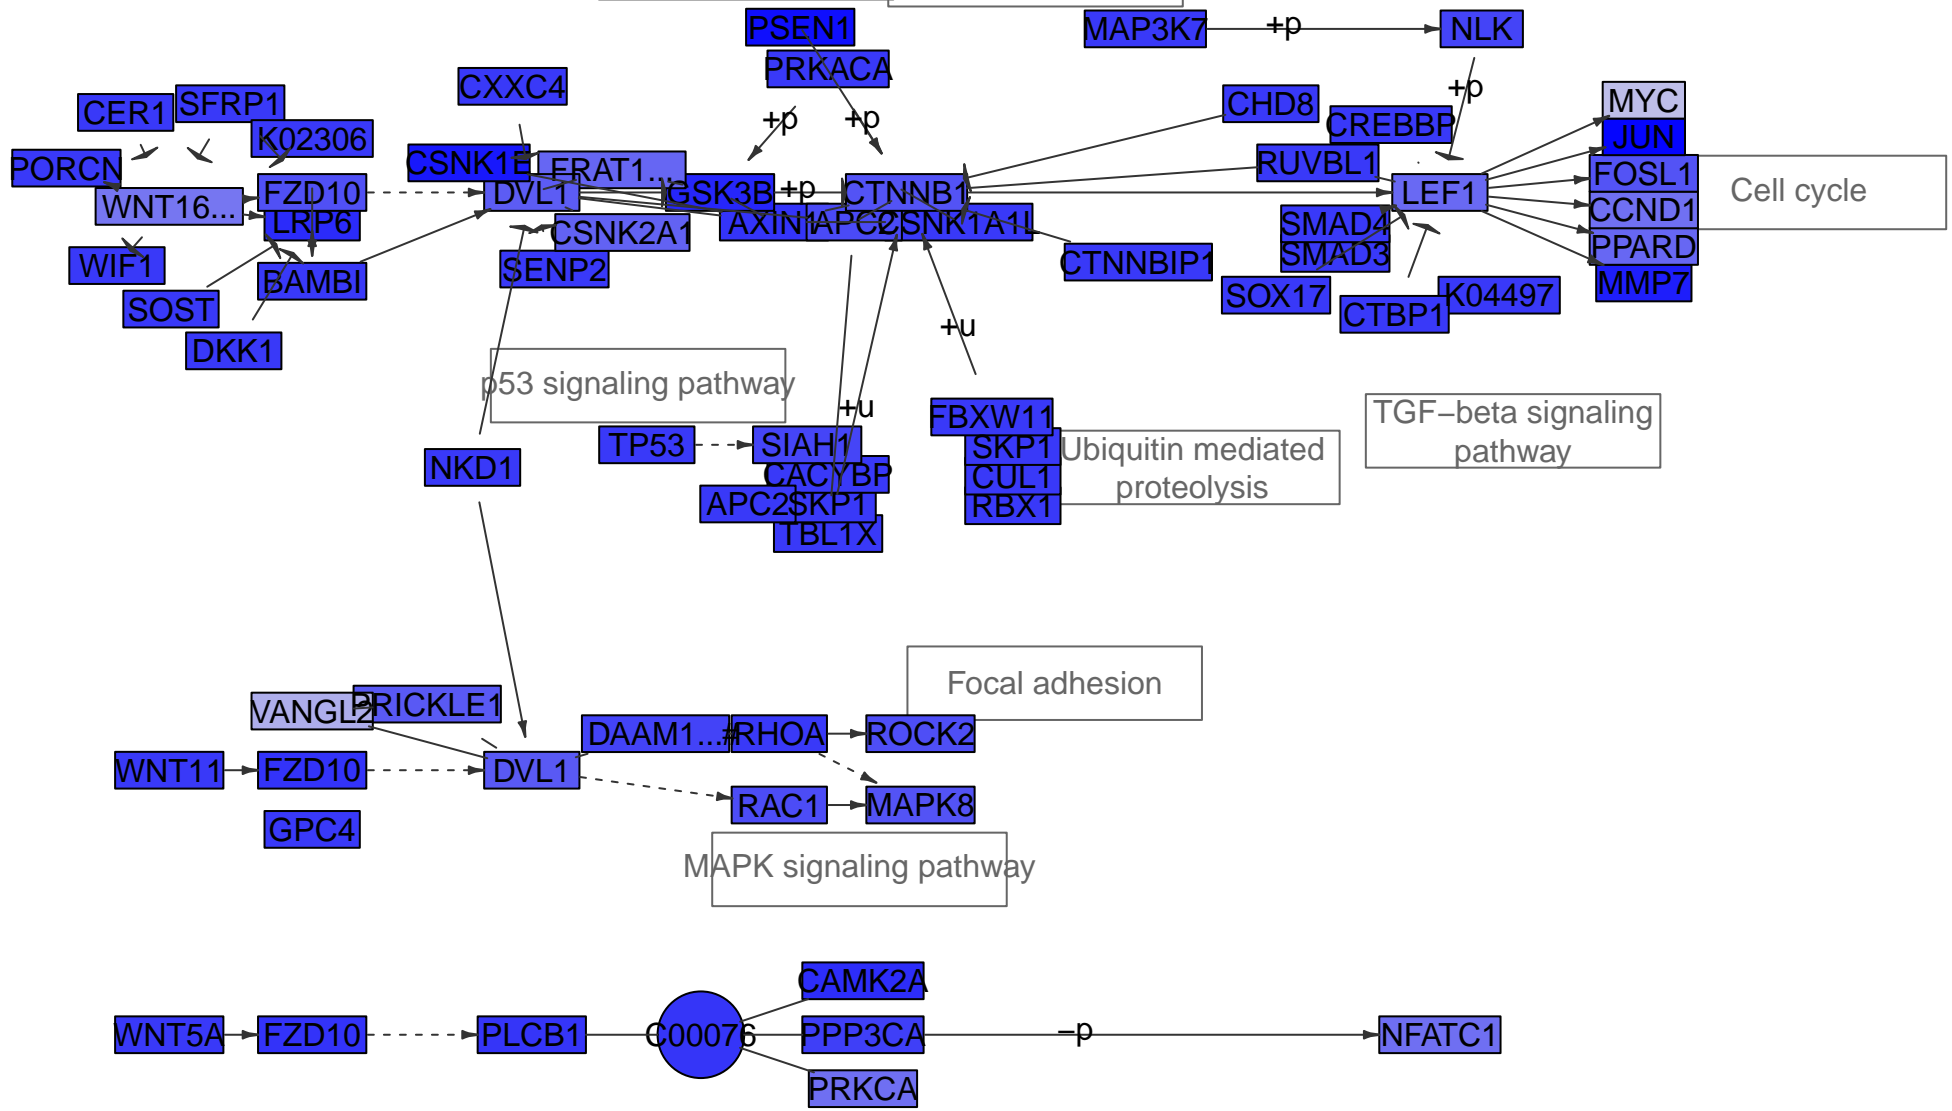 PSEN1
MAP3K7
+p
NLK
PRKACA
CXXC4
+p
CER1
SFRP1
CHD8
MYC
+p
+p
CREBBP
K02306
JUN
PORCN
CSNK1E
FRAT1...
RUVBL1
FOSL1
WNT16...
FZD10
DVL1
GSK3B
+p
CTNNB1
LEF1
Cell cycle
CCND1
LRP6
AXIN1
APC2
CSNK1A1L
SMAD4
CSNK2A1
PPARD
WIF1
SENP2
CTNNBIP1
SMAD3
BAMBI
MMP7
SOST
SOX17
K04497
CTBP1
+u
DKK1
p53 signaling pathway
+u
FBXW11
TGF−beta signaling
pathway
TP53
SIAH1
SKP1
Ubiquitin mediated
proteolysis
NKD1
CACYBP
CUL1
APC2
SKP1
RBX1
TBL1X
Focal adhesion
VANGL2
PRICKLE1
DAAM1...#
RHOA
ROCK2
WNT11
FZD10
DVL1
RAC1
MAPK8
GPC4
MAPK signaling pathway
CAMK2A
WNT5A
FZD10
PLCB1
C00076
PPP3CA
−p
NFATC1
PRKCA